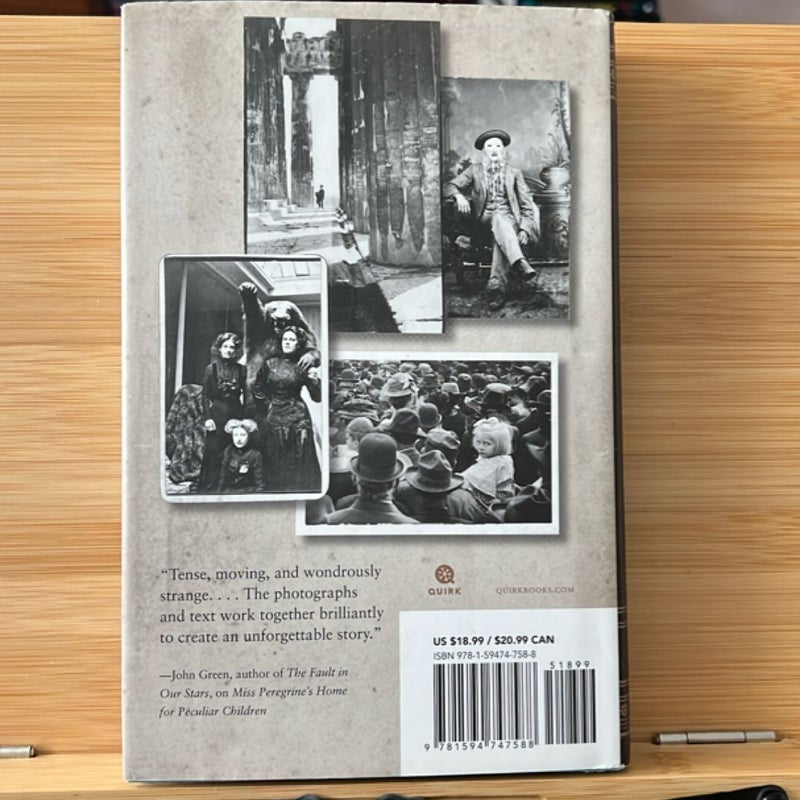 “Tense, moving, and wondrously
strange. . . . The photographs
and text work together brilliantly
to create an unforgettable story.”
—John Green, author of The Fault in
Our Stars, on Miss Peregrine's Home
for Peculiar Children
QUIRK
QUIRKBOOKS.COM
US $18.99 / $20.99 CAN
ISBN 978-1-59474-758-8
51899
9 781594 747588